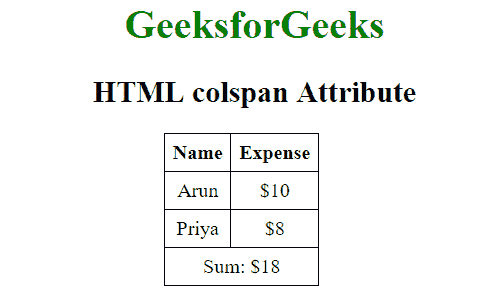 GeeksforGeeks
HTML colspan Attribute
Name Expense
Arun $10
Priya $8
Sum: $18